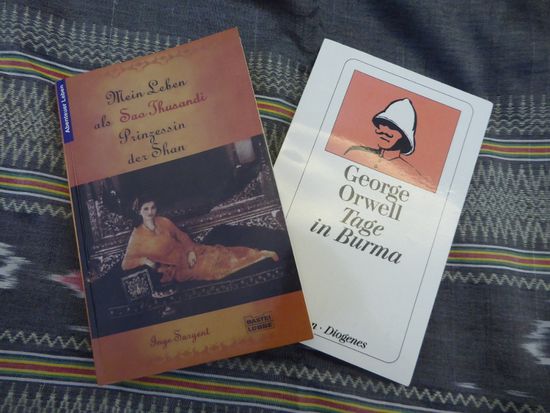 Abenteuer Leben
Mein Leben
als Sao Thusandi
Prinzessin
der Shan
Inge Sargent
BASTEI
LÜBBE
George
Orwell
Tage
in Burma
Diogenes